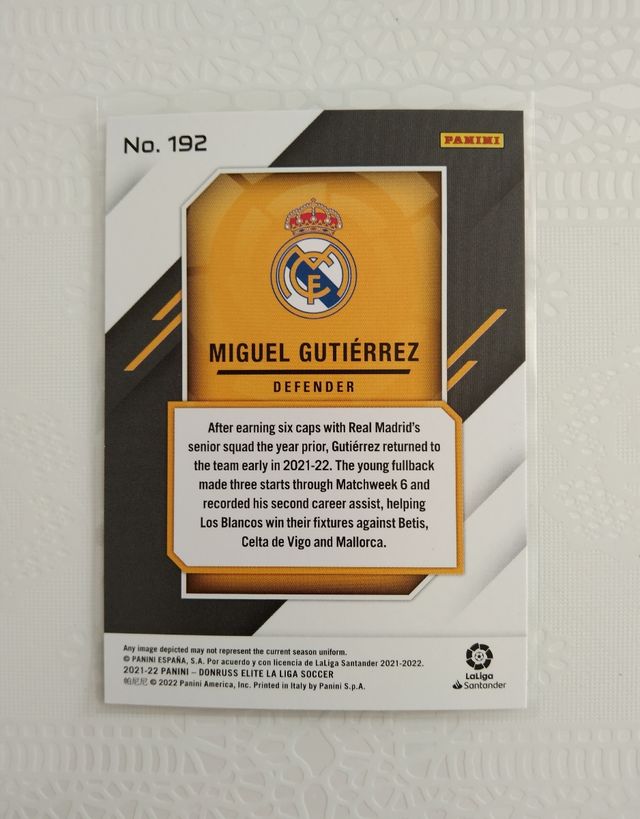 No. 192
PANINI
MIGUEL GUTIÉRREZ
DEFENDER
After earning six caps with Real Madrid's
senior squad the year prior, Gutiérrez returned to
the team early in 2021-22. The young fullback
made three starts through Matchweek 6 and
recorded his second career assist, helping
Los Blancos win their fixtures against Betis,
Celta de Vigo and Mallorca.
Any image depicted may not represent the current season uniform.
© PANINI ESPAÑA, S.A. Por acuerdo y con licencia de LaLiga Santander 2021-2022.
2021-22 PANINI – DONRUSS ELITE LA LIGA SOCCER
帕尼尼 © 2022 Panini America, Inc. Printed in Italy by Panini S.p.A.
LaLiga
Santander